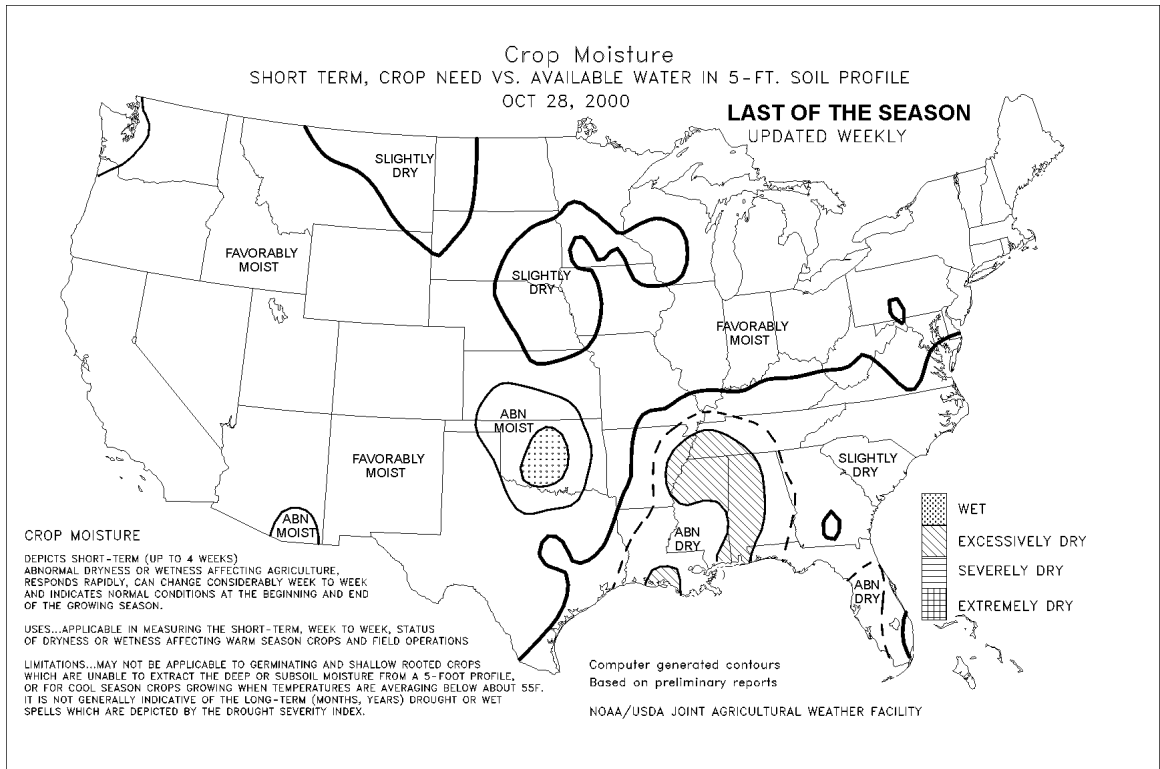 Crop Moisture
SHORT TERM, CROP NEED VS. AVAILABLE WATER IN 5-FT. SOIL PROFILE
OCT 28, 2000
LAST OF THE SEASON
UPDATED WEEKLY
SLIGHTLY
DRY
FAVORABLY
MOIST
SLIGHTLY
DRY
FAVORABLY
MOIST
ABN
MOIST
FAVORABLY
MOIST
SLIGHTLY
DRY
ABN
MOIST
ABN
DRY
ABN
DRY
WET
EXCESSIVELY DRY
SEVERELY DRY
EXTREMELY DRY
CROP MOISTURE
DEPICTS SHORT-TERM (UP TO 4 WEEKS)
ABNORMAL DRYNESS OR WETNESS AFFECTING AGRICULTURE,
RESPONDS RAPIDLY, CAN CHANGE CONSIDERABLY WEEK TO WEEK
AND INDICATES NORMAL CONDITIONS AT THE BEGINNING AND END
OF THE GROWING SEASON.
USES...APPLICABLE IN MEASURING THE SHORT-TERM, WEEK TO WEEK, STATUS
OF DRYNESS OR WETNESS AFFECTING WARM SEASON CROPS AND FIELD OPERATIONS
LIMITATIONS...MAY NOT BE APPLICABLE TO GERMINATING AND SHALLOW ROOTED CROPS
WHICH ARE UNABLE TO EXTRACT THE DEEP OR SUBSOIL MOISTURE FROM A 5-FOOT PROFILE,
OR FOR COOL SEASON CROPS GROWING WHEN TEMPERATURES ARE AVERAGING BELOW ABOUT 55F.
IT IS NOT GENERALLY INDICATIVE OF THE LONG-TERM (MONTHS, YEARS) DROUGHT OR WET
SPELLS WHICH ARE DEPICTED BY THE DROUGHT SEVERITY INDEX.
Computer generated contours
Based on preliminary reports
NOAA/USDA JOINT AGRICULTURAL WEATHER FACILITY